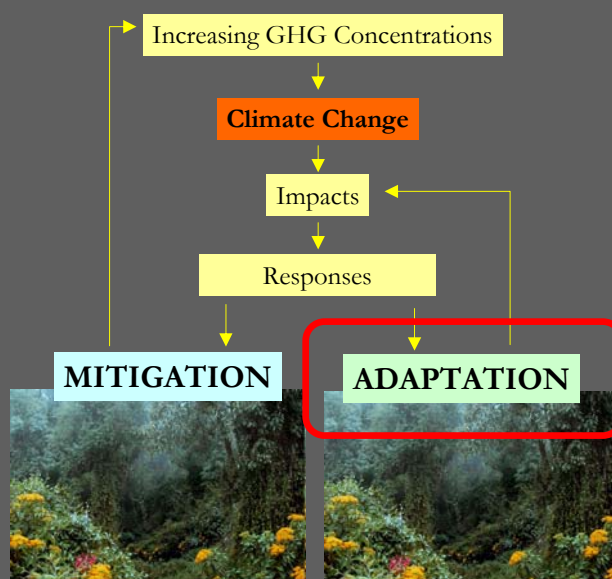 Increasing GHG Concentrations
Climate Change
Impacts
Responses
MITIGATION
ADAPTATION